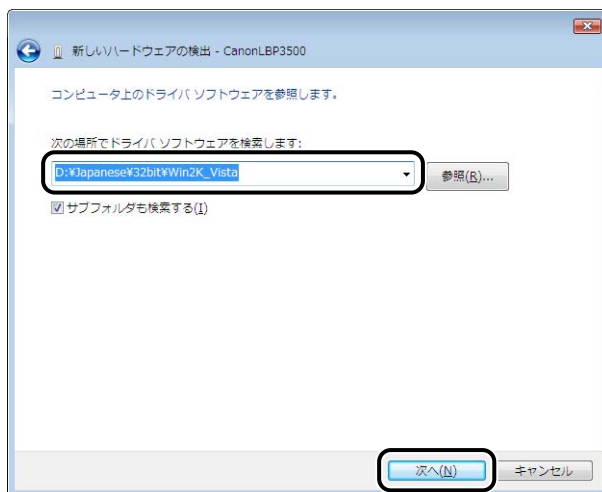 新しいハードウェアの検出 - CanonLBP3500
コンピュータ上のドライバ ソフトウェアを参照します。
次の場所でドライバ ソフトウェアを検索します:
D:¥Japanese¥32bit¥Win2K_Vista
参照(R)...
サブフォルダも検索する(I)
次へ(N)
キャンセル